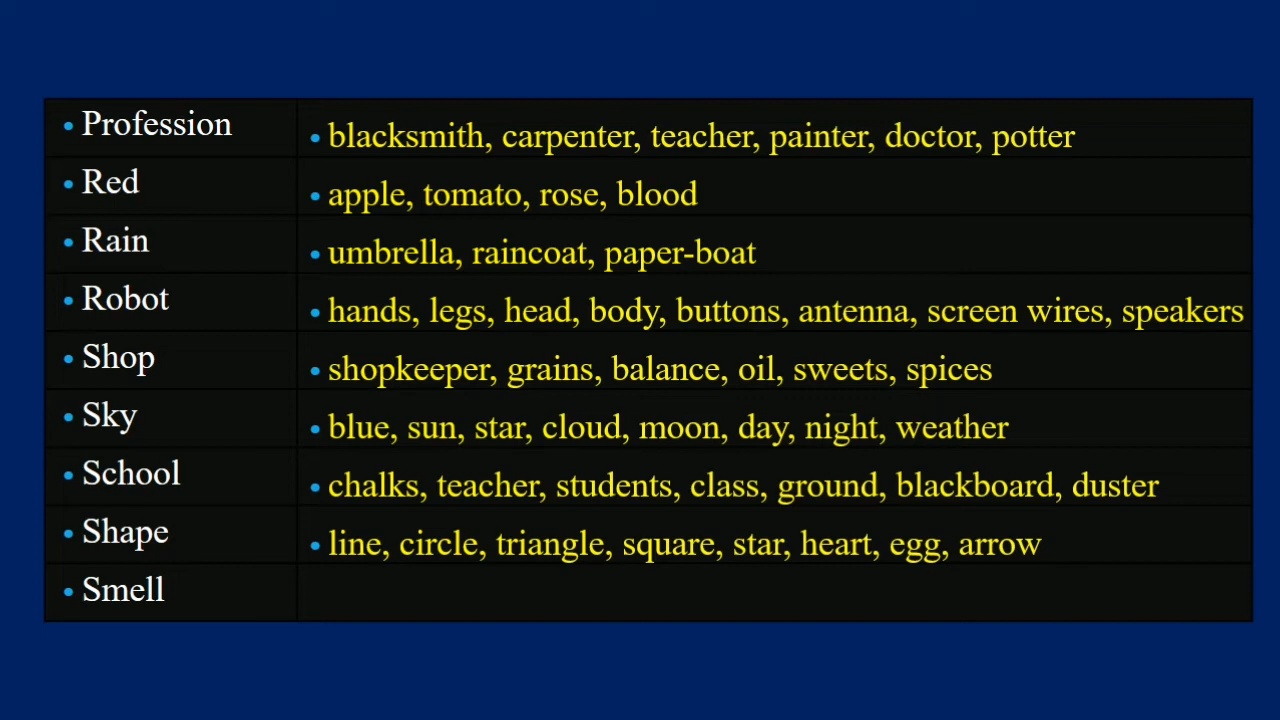 • Profession • blacksmith, carpenter, teacher, painter, doctor, potter
• Red • apple, tomato, rose, blood
• Rain • umbrella, raincoat, paper-boat
• Robot • hands, legs, head, body, buttons, antenna, screen wires, speakers
• Shop • shopkeeper, grains, balance, oil, sweets, spices
• Sky • blue, sun, star, cloud, moon, day, night, weather
• School • chalks, teacher, students, class, ground, blackboard, duster
• Shape • line, circle, triangle, square, star, heart, egg, arrow
• Smell